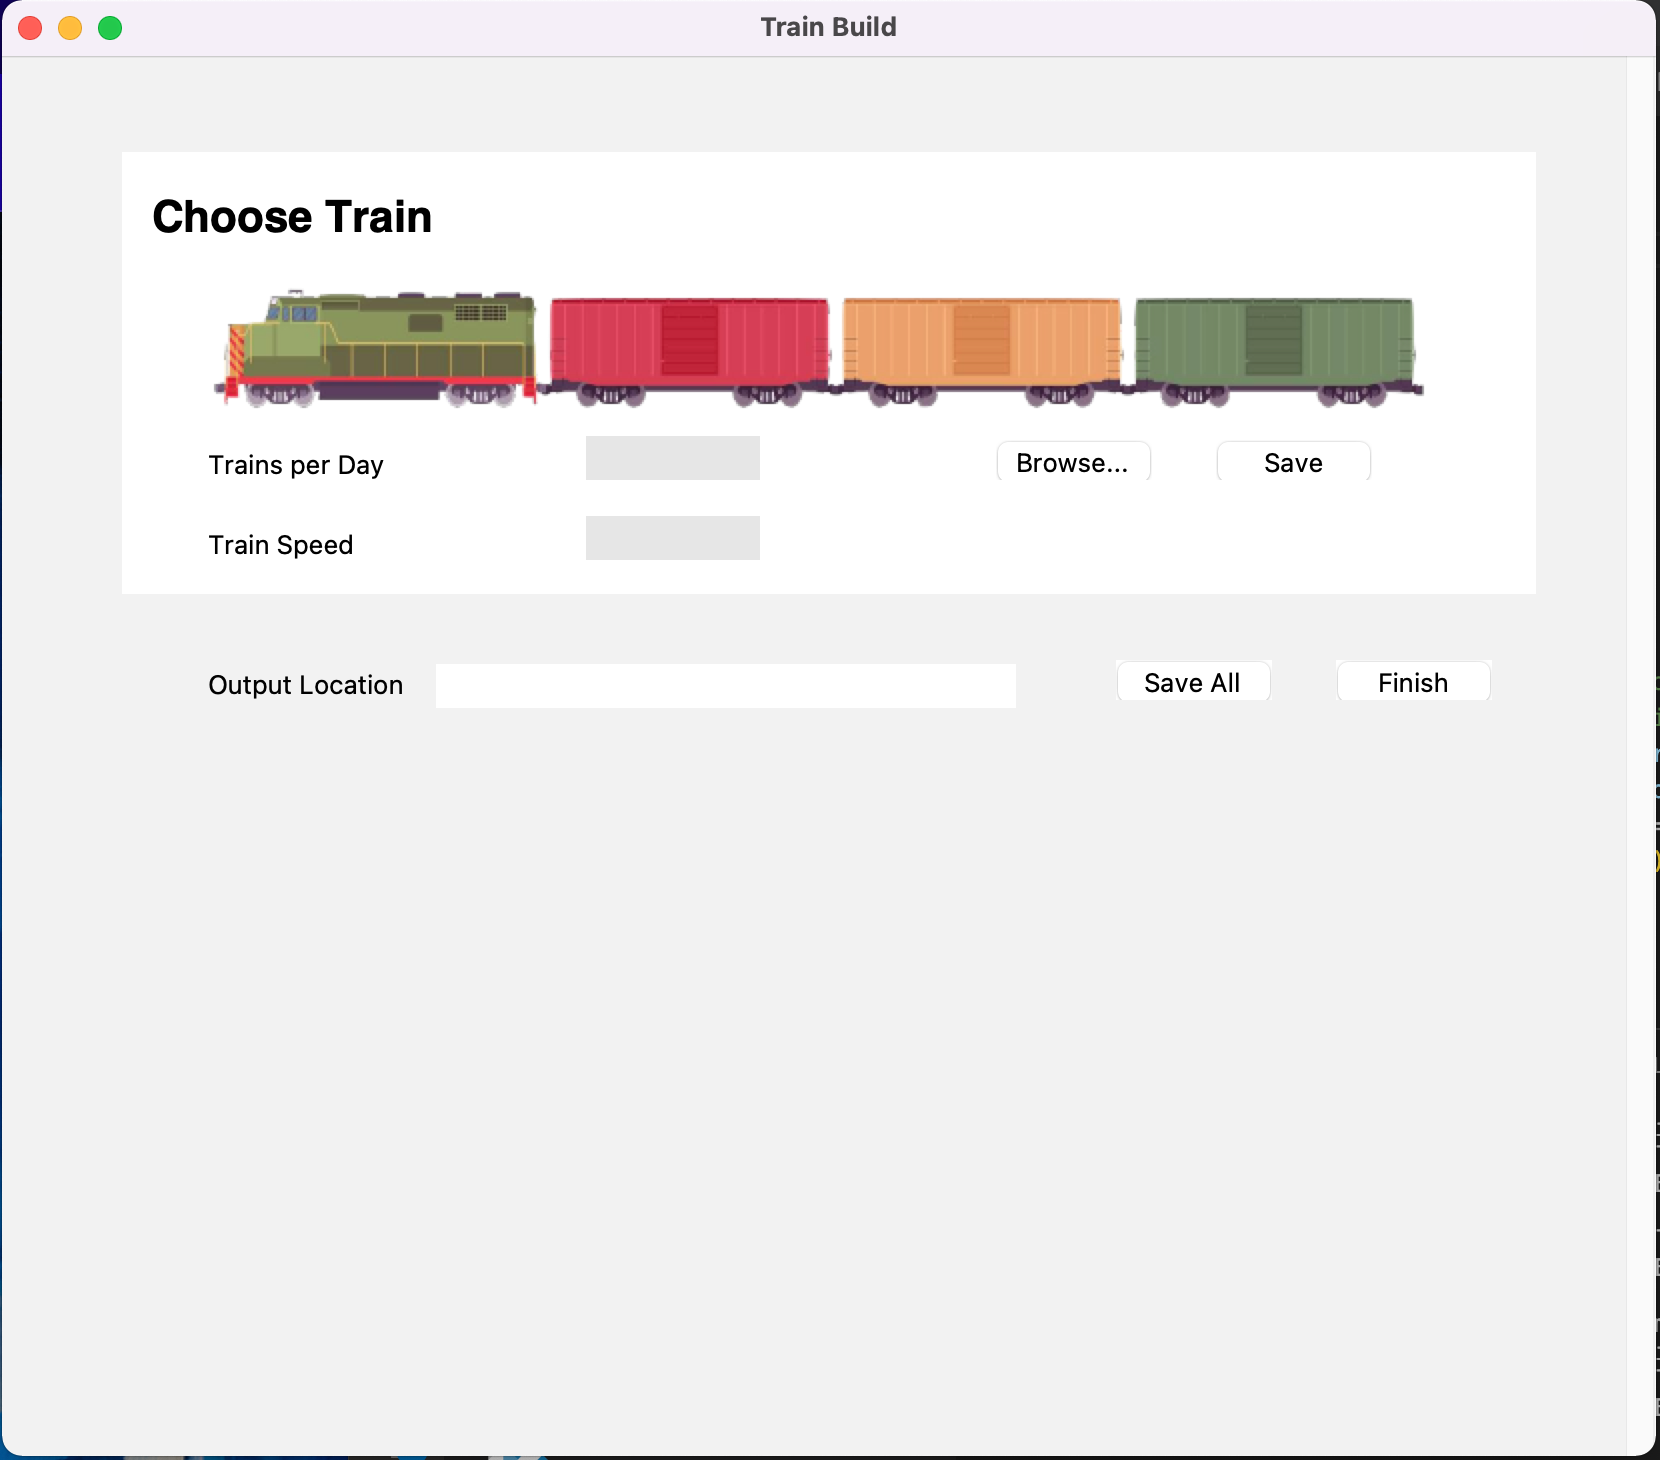 Train Build
Choose Train
Trains per Day
Browse...
Save
Train Speed
Output Location
Save All
Finish